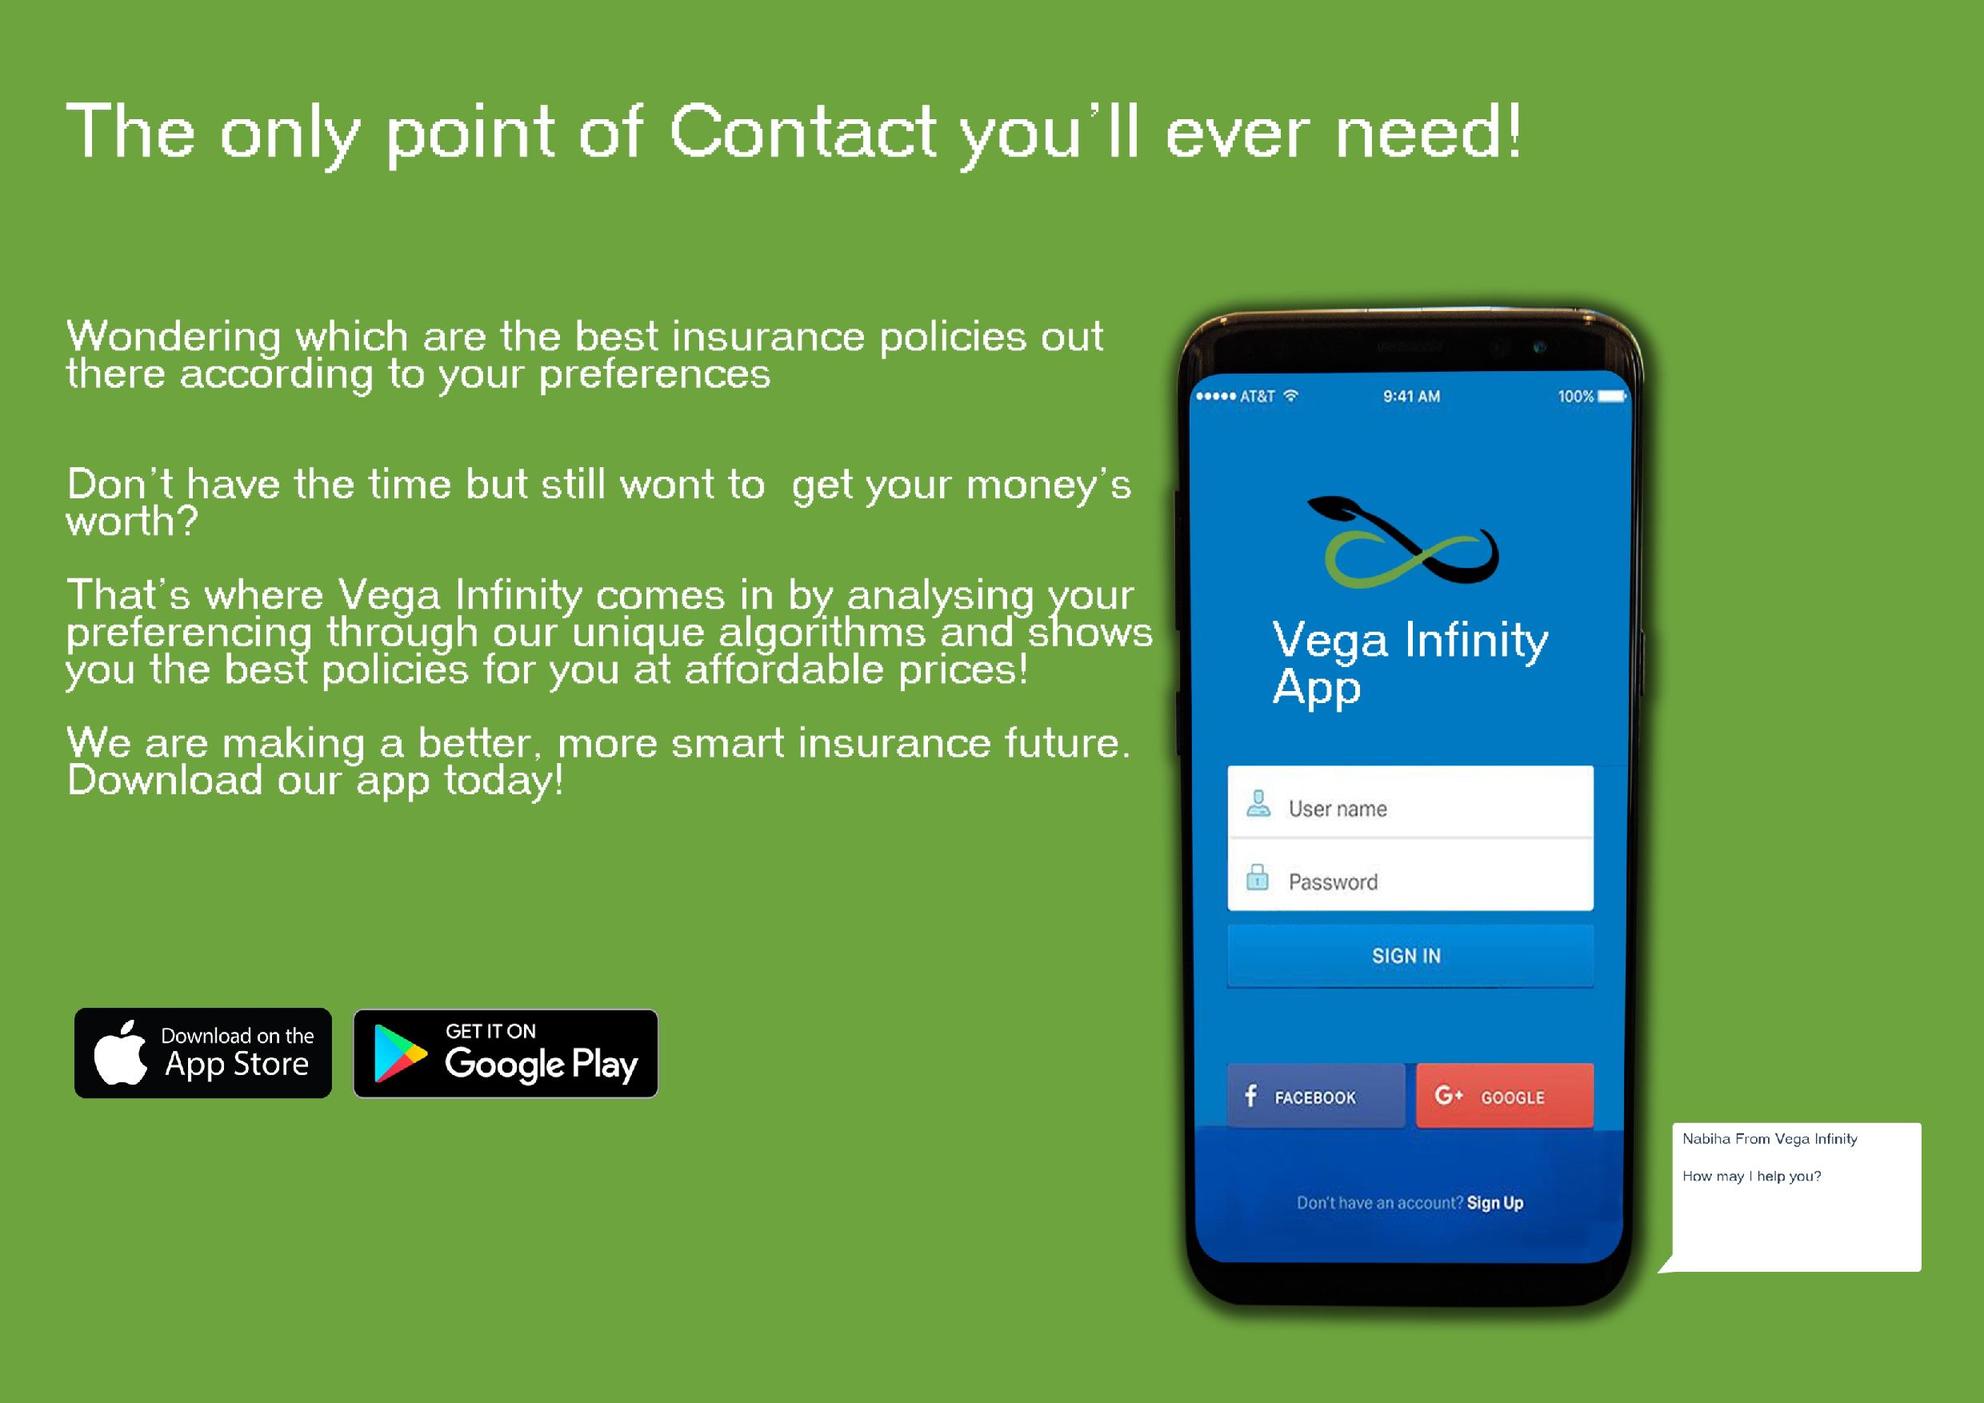 The only point of Contact you'll ever need!
Wondering which are the best insurance policies out
there according to your preferences
Don't have the time but still wont to  get your money's
worth?
That's where Vega Infinity comes in by analysing your
preferencing through our unique algorithms and shows
you the best policies for you at affordable prices!
We are making a better, more smart insurance future.
Download our app today!
Download on the
App Store
GET IT ON
Google Play
AT&T 9:41 AM 100%
Vega Infinity
App
User name
Password
SIGN IN
f FACEBOOK G+ GOOGLE
Don't have an account? Sign Up
Nabiha From Vega Infinity
How may I help you?